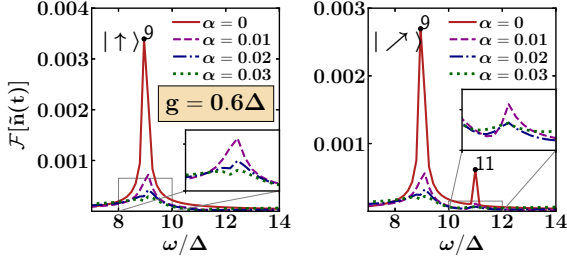 0.004
0.003
0.002
0.001
F[ñ(t)]
|↑⟩
9
α = 0
α = 0.01
α = 0.02
α = 0.03
g = 0.6Δ
8 10 12 14
ω/Δ
0.003
0.002
0.001
|↗⟩
9
α = 0
α = 0.01
α = 0.02
α = 0.03
11
8 10 12 14
ω/Δ